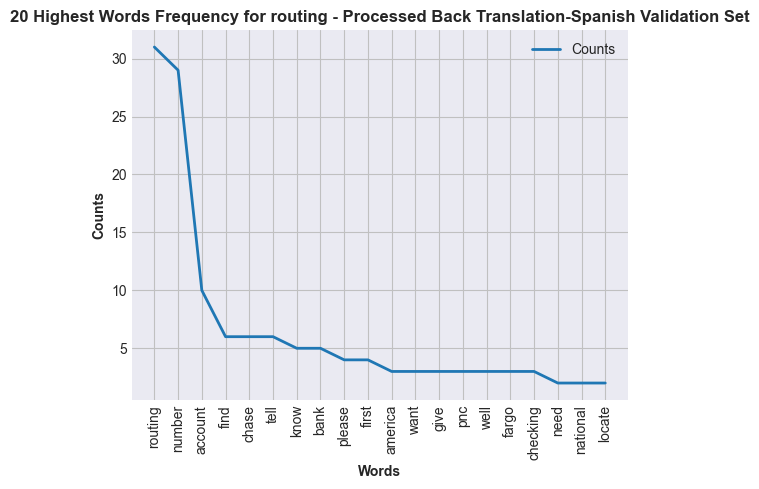 20 Highest Words Frequency for routing - Processed Back Translation-Spanish Validation Set
Counts
30
25
20
15
10
5
Counts
routing
number
account
find
chase
tell
know
bank
please
first
america
want
give
pnc
well
fargo
checking
need
national
locate
Words